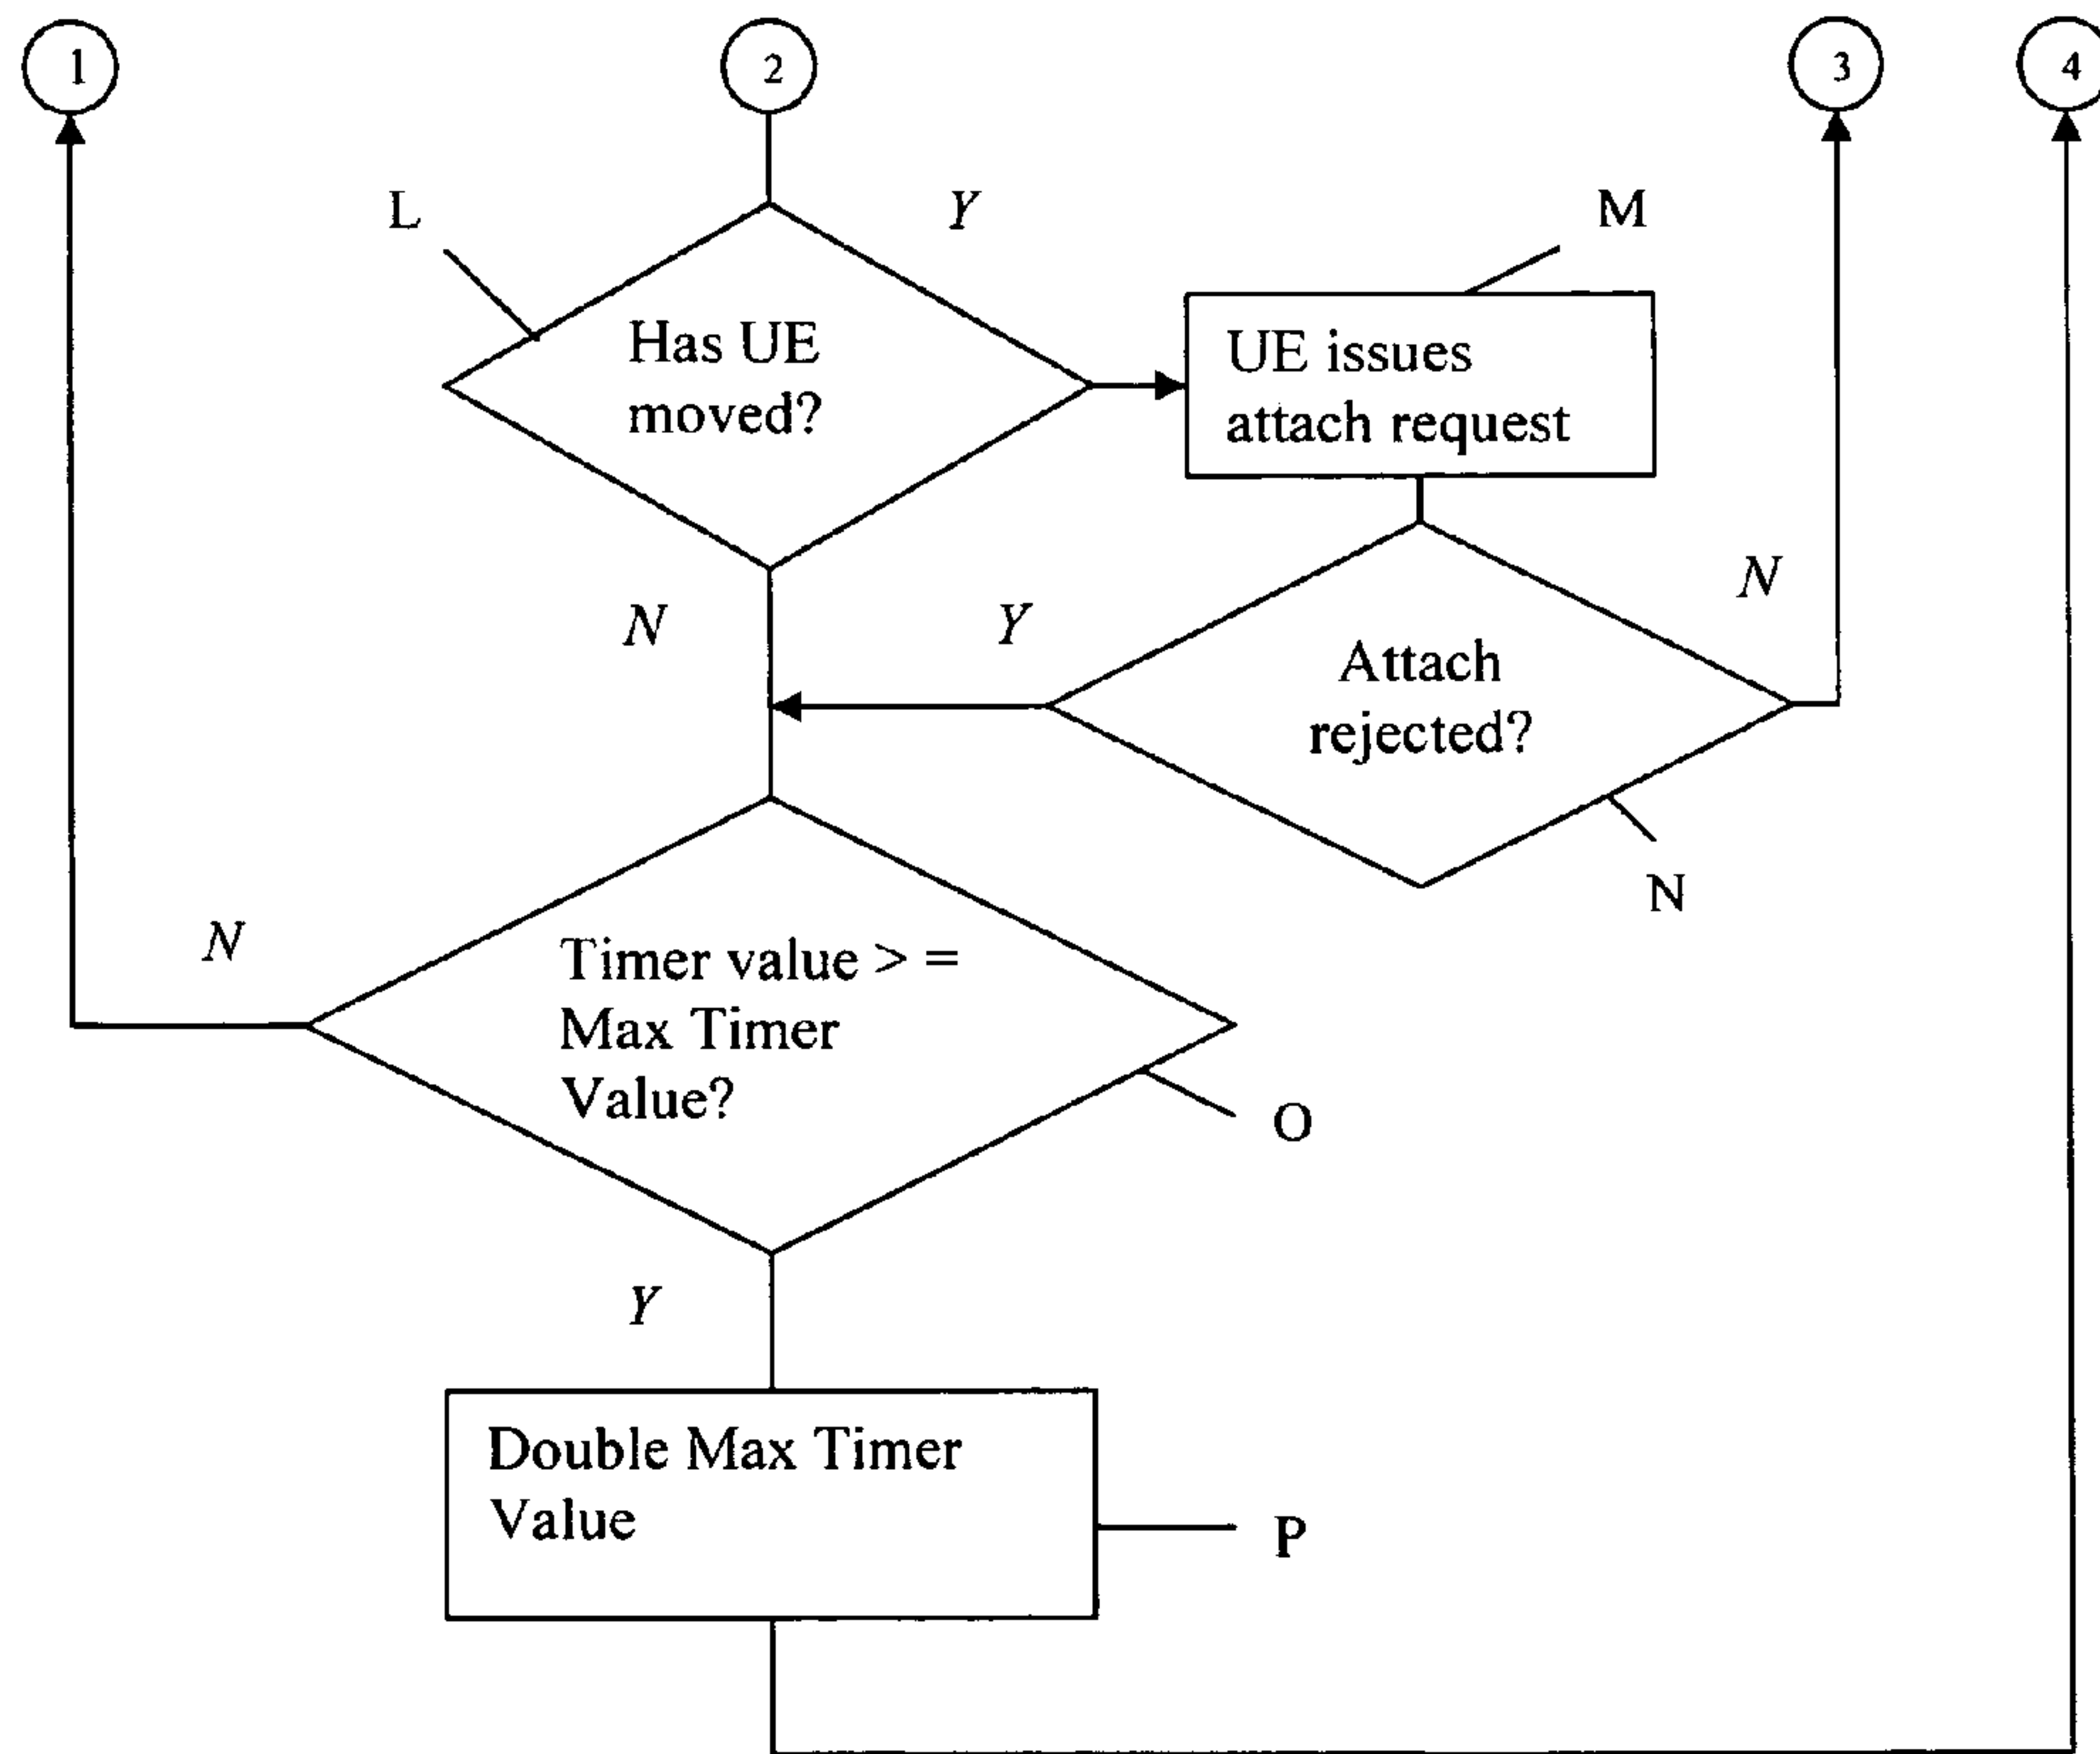 1
2
3
4
L
Y
M
Has UE
moved?
UE issues
attach request
N
Y
N
Attach
rejected?
N
N
Timer value > =
Max Timer
Value?
O
Y
Double Max Timer
Value
P